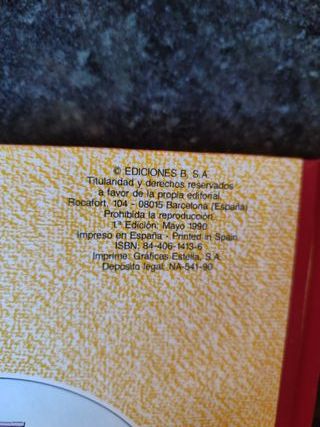 © EDICIONES B, S.A.
Titularidad y derechos reservados
a favor de la propia editorial.
Rocafort, 104 - 08015 Barcelona (España)
Prohibida la reproducción.
1.ª Edición: Mayo 1990
Impreso en España - Printed in Spain
ISBN: 84-406-1413-6
Imprime: Gráficas Estella, S.A.
Depósito legal: NA-541-90